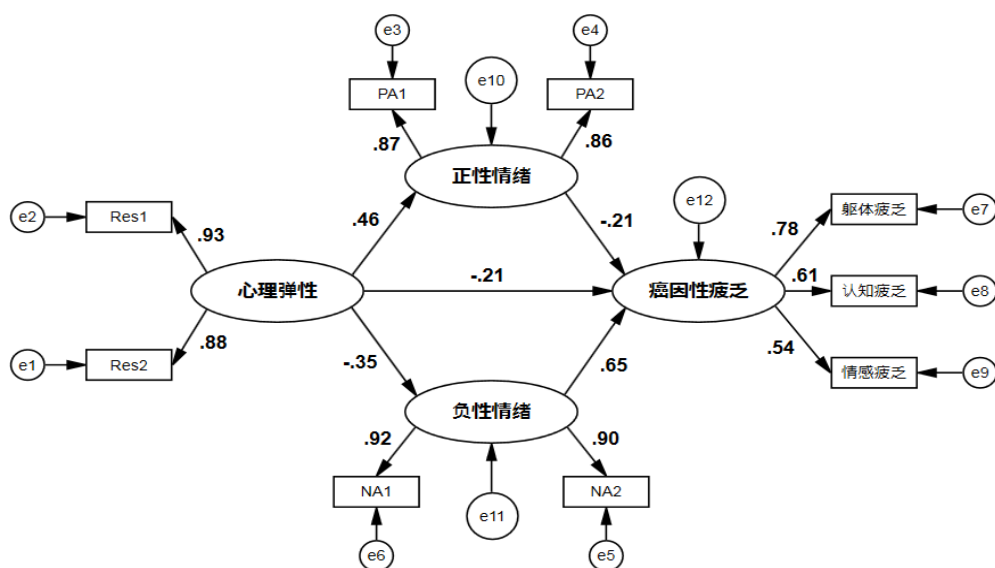 e3
e4
e10
PA1
PA2
.87
.86
正性情绪
e12
e2
Res1
躯体疲乏
e7
.93
.46
-.21
.78
心理弹性
-.21
癌因性疲乏
.61
认知疲乏
e8
e1
Res2
.88
-.35
.65
.54
情感疲乏
e9
负性情绪
.92
.90
NA1
NA2
e11
e6
e5